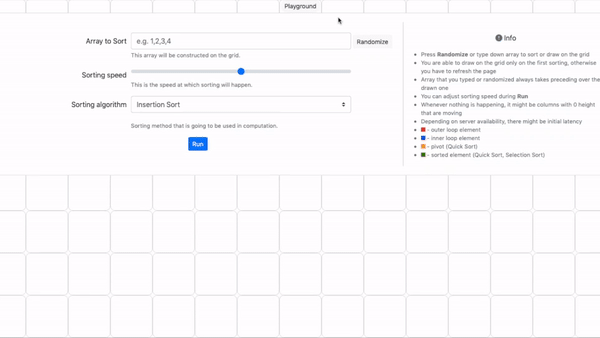 Playground
Array to Sort
e.g. 1,2,3,4
Randomize
This array will be constructed on the grid.
Sorting speed
This is the speed at which sorting will happen.
Sorting algorithm
Insertion Sort
Sorting method that is going to be used in computation.
Run
Info
Press Randomize or type down array to sort or draw on the grid
You are able to draw on the grid only on the first sorting, otherwise
you have to refresh the page
Array that you typed or randomized always takes preceding over the
drawn one
You can adjust sorting speed during Run
Whenever nothing is happening, it might be columns with 0 height
that are moving
Depending on server availability, there might be initial latency
- outer loop element
- inner loop element
- pivot (Quick Sort)
- sorted element (Quick Sort, Selection Sort)